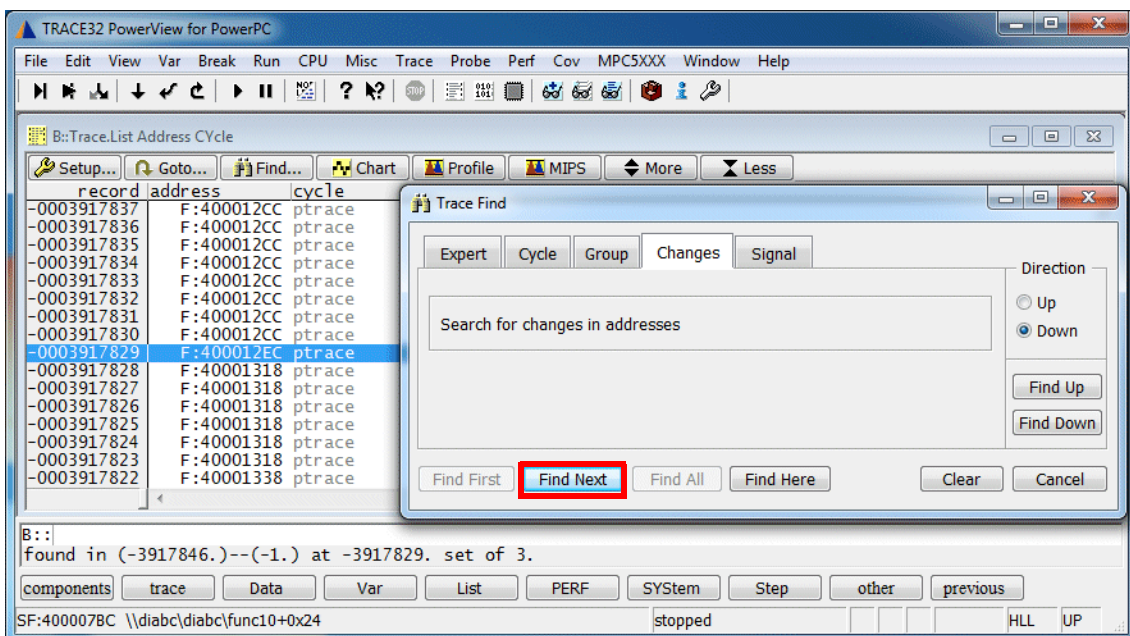 TRACE32 PowerView for PowerPC
File Edit View Var Break Run CPU Misc Trace Probe Perf Cov MPC5XXX Window Help
B::Trace.List Address CYcle
Setup... Goto... Find... Chart Profile MIPS More Less
record address cycle
-0003917837 F:400012CC ptrace
-0003917836 F:400012CC ptrace
-0003917835 F:400012CC ptrace
-0003917834 F:400012CC ptrace
-0003917833 F:400012CC ptrace
-0003917832 F:400012CC ptrace
-0003917831 F:400012CC ptrace
-0003917830 F:400012CC ptrace
-0003917829 F:400012EC ptrace
-0003917828 F:40001318 ptrace
-0003917827 F:40001318 ptrace
-0003917826 F:40001318 ptrace
-0003917825 F:40001318 ptrace
-0003917824 F:40001318 ptrace
-0003917823 F:40001318 ptrace
-0003917822 F:40001338 ptrace
Trace Find
Expert Cycle Group Changes Signal
Search for changes in addresses
Direction
Up
Down
Find Up
Find Down
Find First Find Next Find All Find Here Clear Cancel
B::
found in (-3917846.)--(-1.) at -3917829. set of 3.
components trace Data Var List PERF SYStem Step other previous
SF:400007BC \\diabc\diabc\func10+0x24 stopped HLL UP